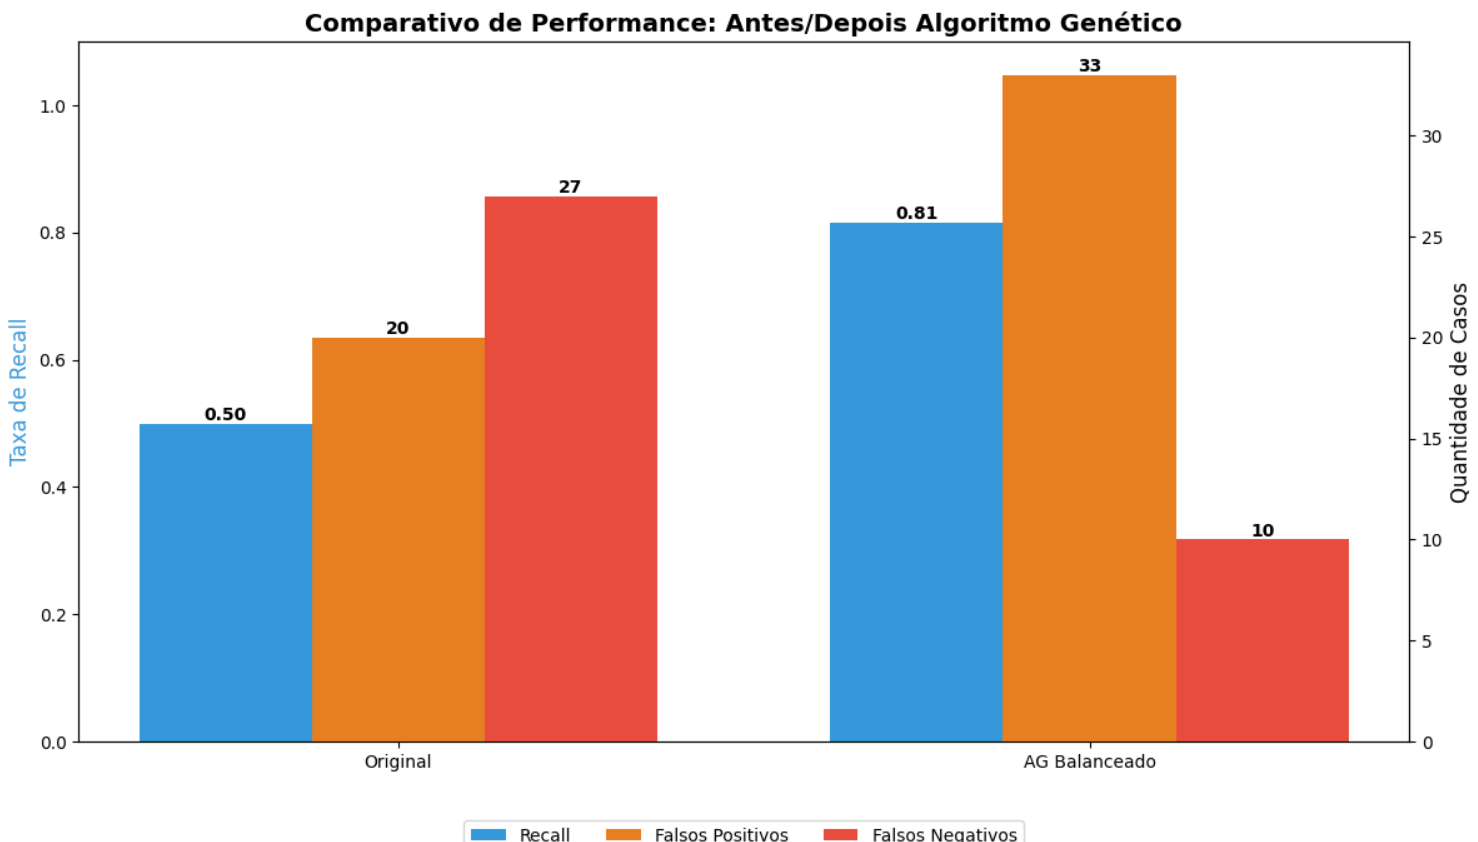 Comparativo de Performance: Antes/Depois Algoritmo Genético
Taxa de Recall
1.0
0.8
0.6
0.4
0.2
0.0
0.50
20
27
0.81
33
10
30
25
20
15
10
5
0
Quantidade de Casos
Original
AG Balanceado
Recall
Falsos Positivos
Falsos Negativos